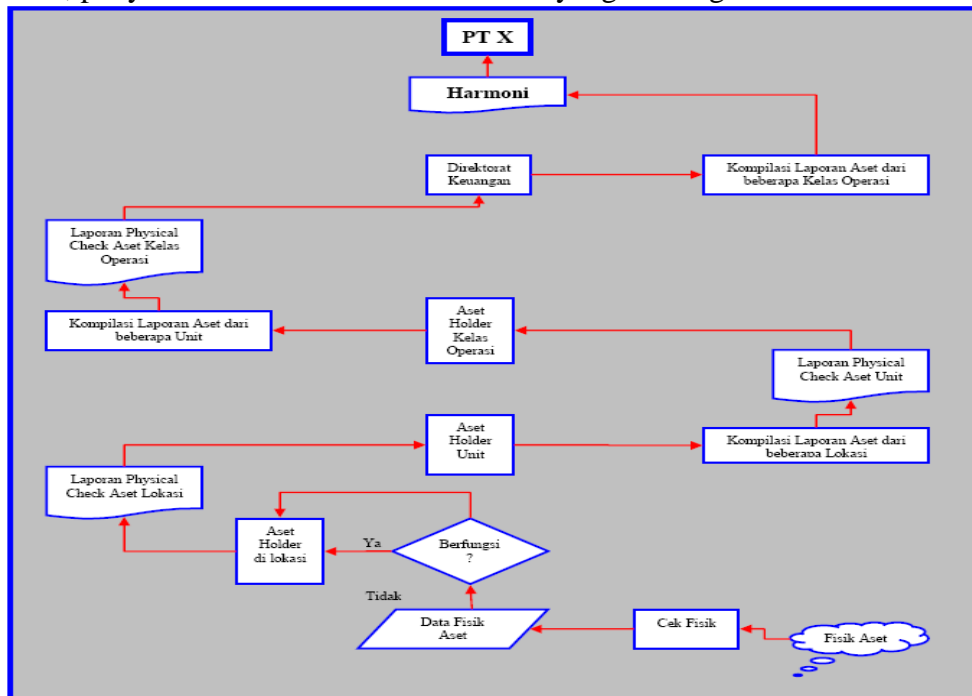 PT X
Harmoni
Direktorat
Keuangan
Kompilasi Laporan Aset dari
beberapa Kelas Operasi
Laporan Physical
Check Aset Kelas
Operasi
Kompilasi Laporan Aset dari
beberapa Unit
Aset
Holder
Kelas
Operasi
Laporan Physical
Check Aset Unit
Aset
Holder
Unit
Kompilasi Laporan Aset dari
beberapa Lokasi
Laporan Physical
Check Aset Lokasi
Aset
Holder
di lokasi
Ya
Berfungsi
?
Tidak
Data Fisik
Aset
Cek Fisik
Fisik Aset